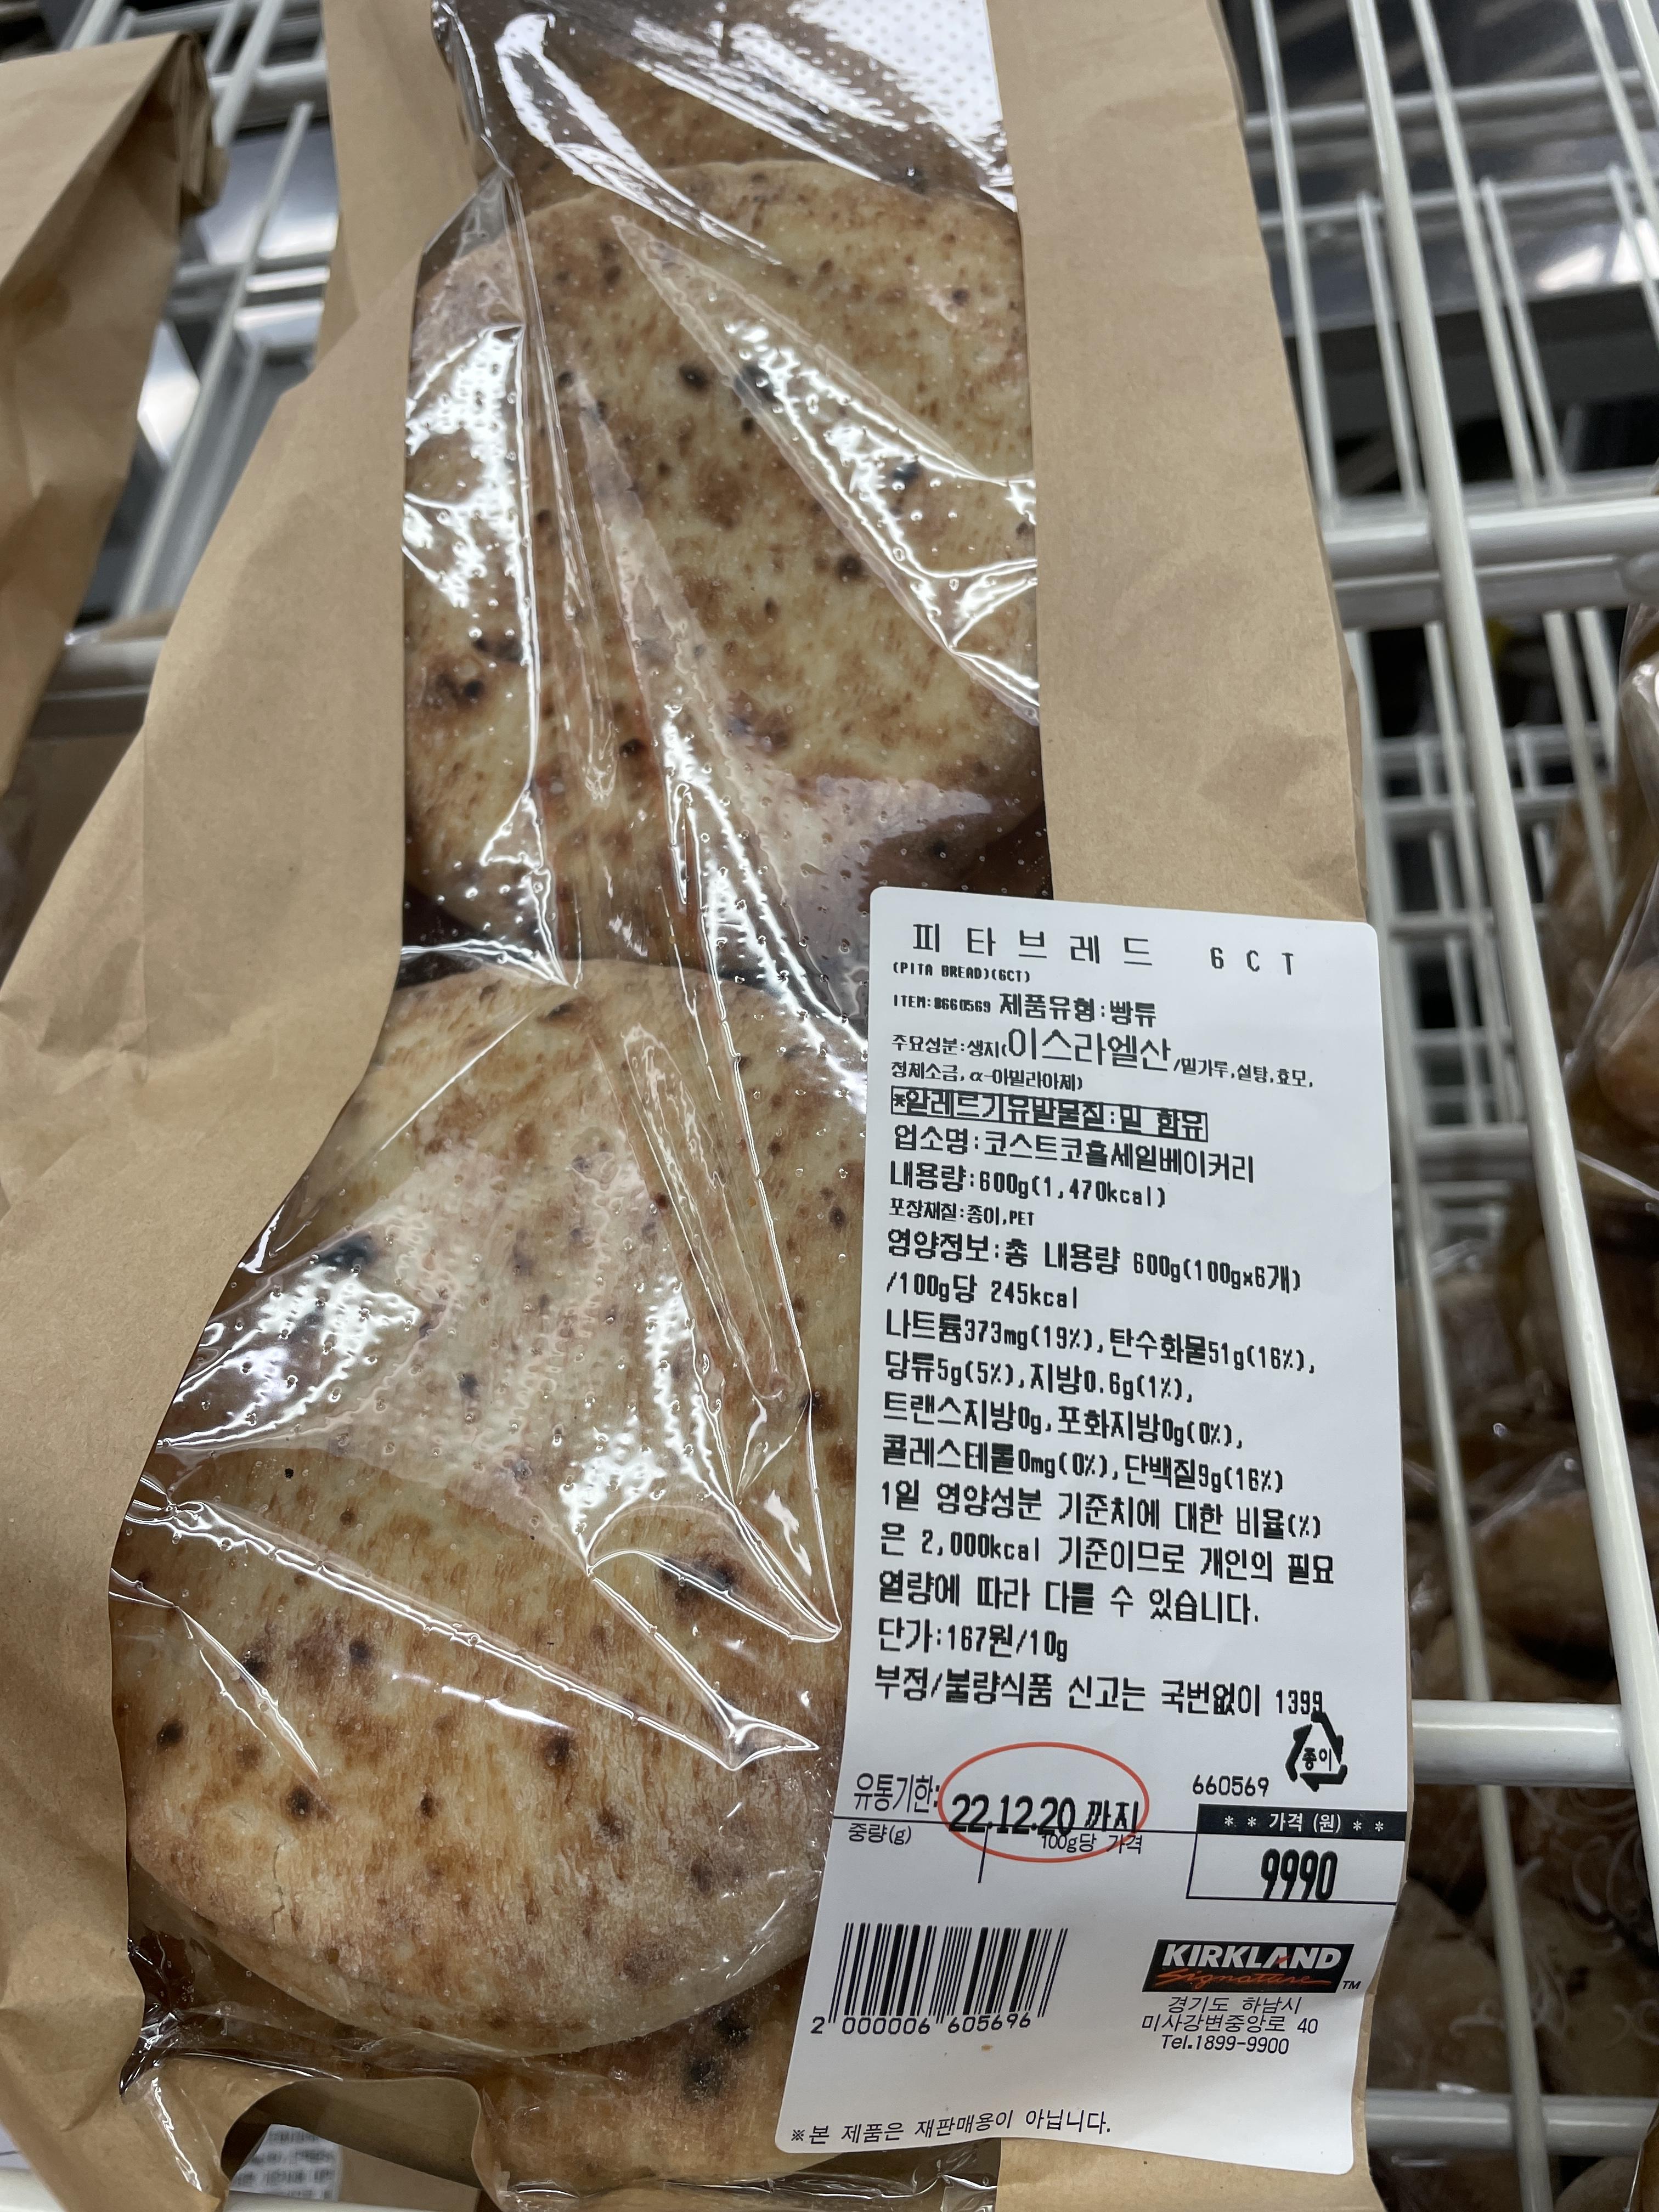 피타브레드 6CT
(PITA BREAD)(6CT)
ITEM:#660569 제품유형:빵류
주요성분:생지(이스라엘산/밀가루,설탕,효모,
정제소금,α-아밀라아제)
*알레르기유발물질:밀 함유
업소명:코스트코홀세일베이커리
내용량:600g(1,470kcal)
포장재질:종이,PET
영양정보:총 내용량 600g(100gx6개)
/100g당 245kcal
나트륨373mg(19%),탄수화물51g(16%),
당류5g(5%),지방0.6g(1%),
트랜스지방0g,포화지방0g(0%),
콜레스테롤0mg(0%),단백질9g(16%)
1일 영양성분 기준치에 대한 비율(%)
은 2,000kcal 기준이므로 개인의 필요
열량에 따라 다를 수 있습니다.
단가:167원/10g
부정/불량식품 신고는 국번없이 1399
종이
유통기한: 22.12.20 까지
660569
중량(g)
100g당 가격
** 가격 (원) **
9990
2 000006 605696
KIRKLAND
Signature TM
경기도 하남시
미사강변중앙로 40
Tel.1899-9900
※본 제품은 재판매용이 아닙니다.